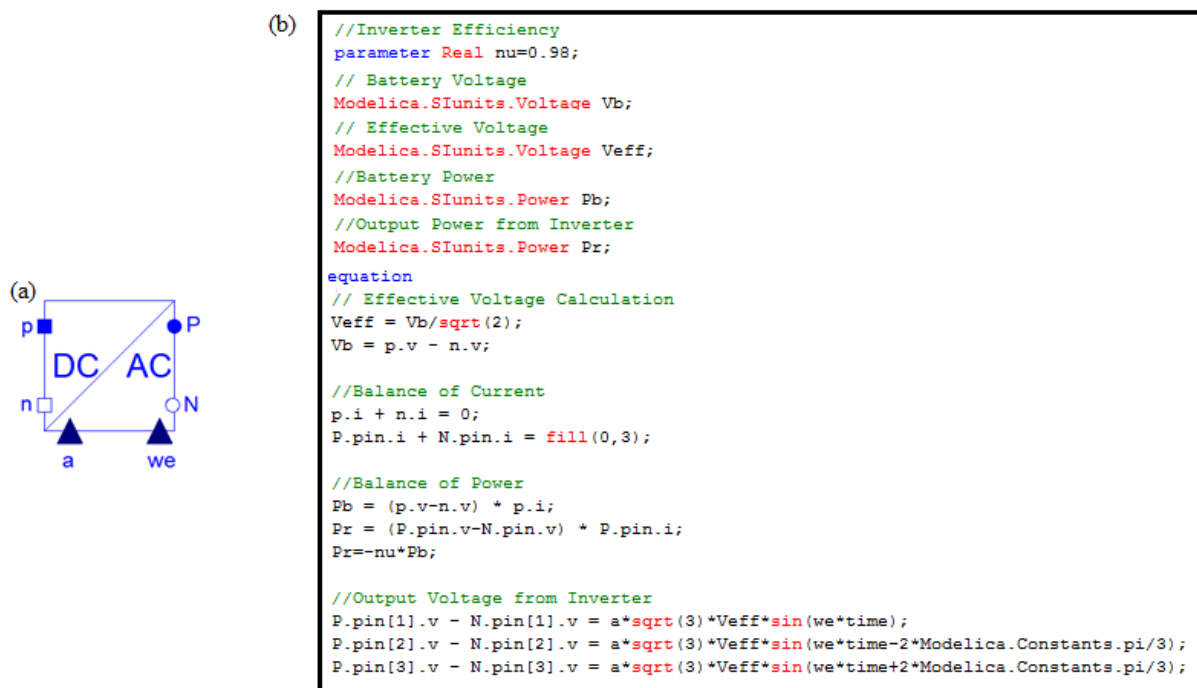 (a)
p
P
DC
AC
n
N
a
we
(b)
//Inverter Efficiency
parameter Real nu=0.98;
// Battery Voltage
Modelica.SIunits.Voltage Vb;
// Effective Voltage
Modelica.SIunits.Voltage Veff;
//Battery Power
Modelica.SIunits.Power Pb;
//Output Power from Inverter
Modelica.SIunits.Power Pr;
equation
// Effective Voltage Calculation
Veff = Vb/sqrt(2);
Vb = p.v - n.v;
//Balance of Current
p.i + n.i = 0;
P.pin.i + N.pin.i = fill(0,3);
//Balance of Power
Pb = (p.v-n.v) * p.i;
Pr = (P.pin.v-N.pin.v) * P.pin.i;
Pr=-nu*Pb;
//Output Voltage from Inverter
P.pin[1].v - N.pin[1].v = a*sqrt(3)*Veff*sin(we*time);
P.pin[2].v - N.pin[2].v = a*sqrt(3)*Veff*sin(we*time-2*Modelica.Constants.pi/3);
P.pin[3].v - N.pin[3].v = a*sqrt(3)*Veff*sin(we*time+2*Modelica.Constants.pi/3);